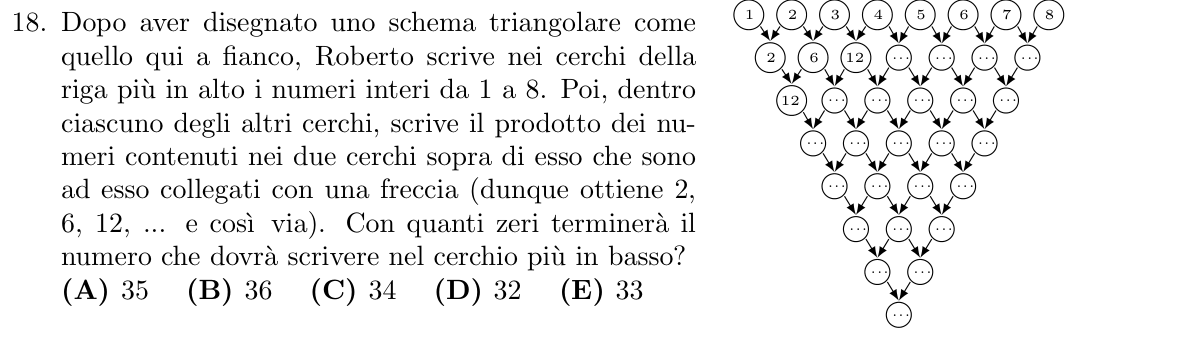 18. Dopo aver disegnato uno schema triangolare come
quello qui a fianco, Roberto scrive nei cerchi della
riga più in alto i numeri interi da 1 a 8. Poi, dentro
ciascuno degli altri cerchi, scrive il prodotto dei nu-
meri contenuti nei due cerchi sopra di esso che sono
ad esso collegati con una freccia (dunque ottiene 2,
6, 12, ... e così via). Con quanti zeri terminerà il
numero che dovrà scrivere nel cerchio più in basso?
(A) 35 (B) 36 (C) 34 (D) 32 (E) 33
1 2 3 4 5 6 7 8
2 6 12 ... ... ... ...
12 ... ... ... ... ...
... ... ... ... ...
... ... ... ...
... ... ...
... ...
...